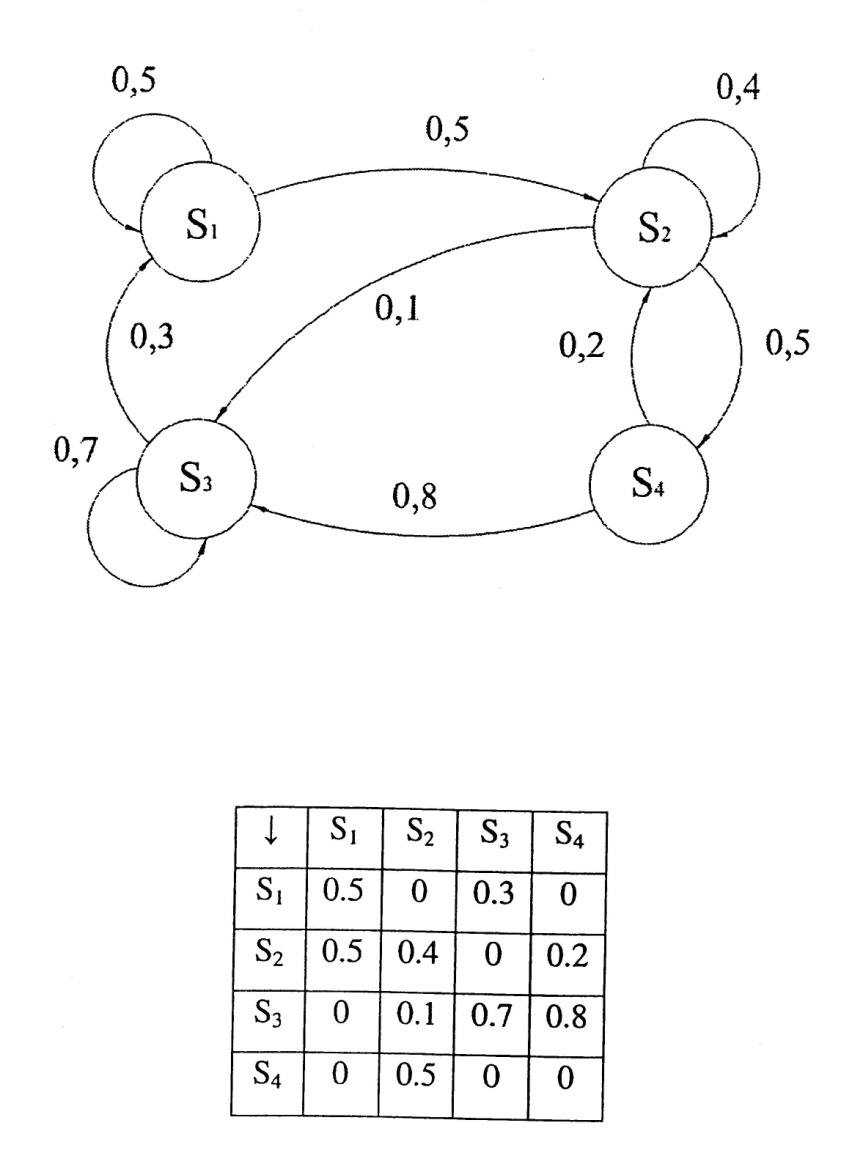 0,5
0,4
0,5
S₁
S₂
0,1
0,3
0,2
0,5
0,7
S₃
0,8
S₄
↓ S₁ S₂ S₃ S₄
S₁ 0.5 0 0.3 0
S₂ 0.5 0.4 0 0.2
S₃ 0 0.1 0.7 0.8
S₄ 0 0.5 0 0